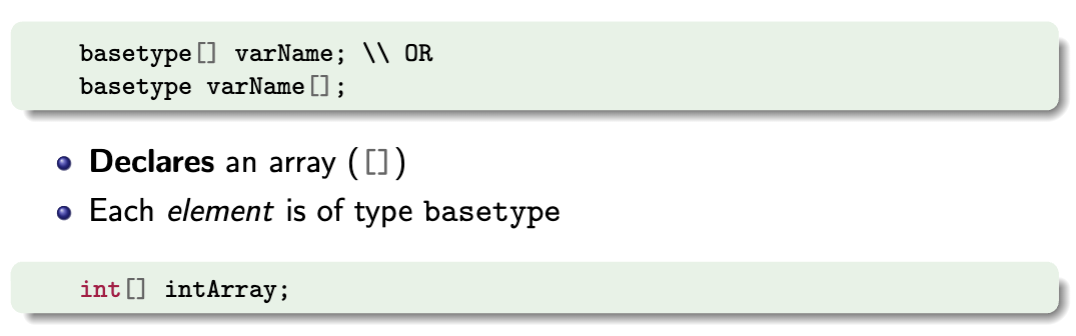 basetype[] varName; \\ OR
basetype varName[];
Declares an array ([])
Each element is of type basetype
int[] intArray;